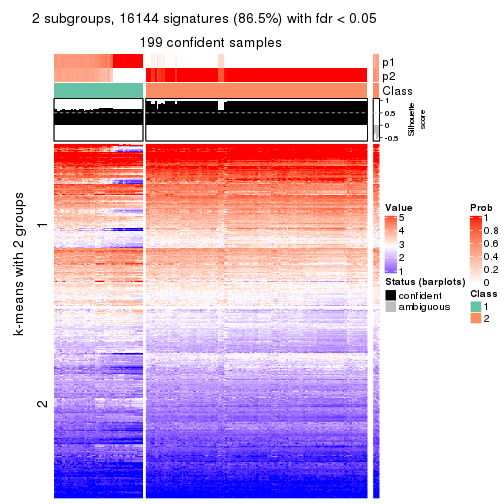 2 subgroups, 16144 signatures (86.5%) with fdr < 0.05
199 confident samples
p1
p2
Class
1
0.5
0
-0.5
Silhouette
score
k-means with 2 groups
1
2
Value
5
4
3
2
1
Status (barplots)
confident
ambiguous
Prob
1
0.8
0.6
0.4
0.2
0
Class
1
2